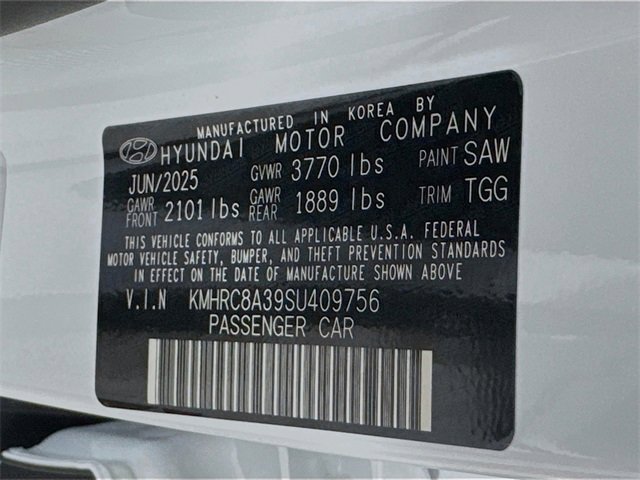 MANUFACTURED IN KOREA BY
HYUNDAI MOTOR COMPANY
JUN/2025 GVWR 3770 lbs PAINT SAW
GAWR FRONT 2101 lbs GAWR REAR 1889 lbs TRIM TGG
THIS VEHICLE CONFORMS TO ALL APPLICABLE U.S.A. FEDERAL
MOTOR VEHICLE SAFETY, BUMPER, AND THEFT PREVENTION STANDARDS
IN EFFECT ON THE DATE OF MANUFACTURE SHOWN ABOVE
V.I.N KMHRC8A39SU409756
PASSENGER CAR